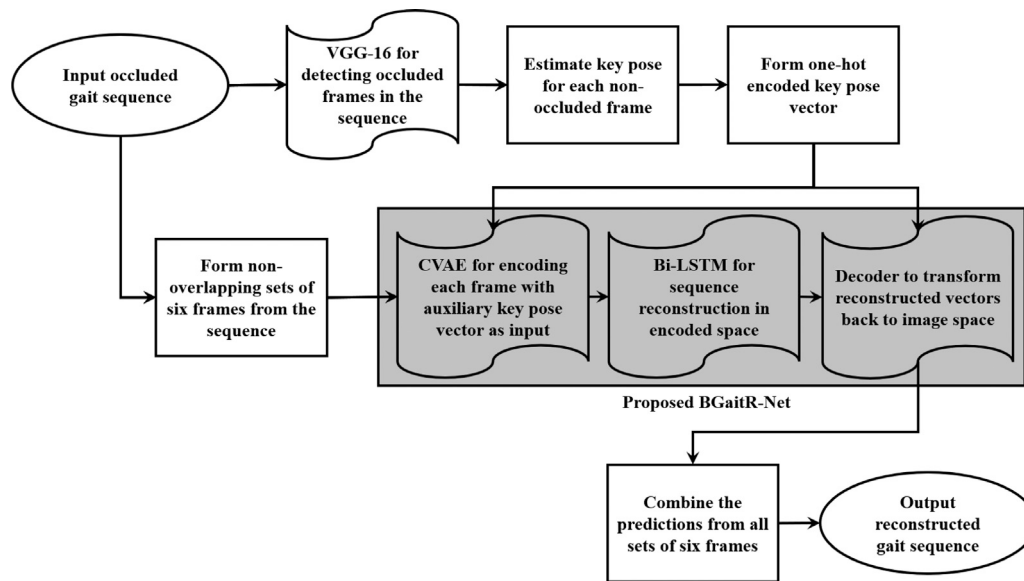 Input occluded
gait sequence
VGG-16 for
detecting occluded
frames in the
sequence
Estimate key pose
for each non-
occluded frame
Form one-hot
encoded key pose
vector
Form non-
overlapping sets of
six frames from the
sequence
CVAE for encoding
each frame with
auxiliary key pose
vector as input
Bi-LSTM for
sequence
reconstruction in
encoded space
Decoder to transform
reconstructed vectors
back to image space
Proposed BGaitR-Net
Combine the
predictions from all
sets of six frames
Output
reconstructed
gait sequence